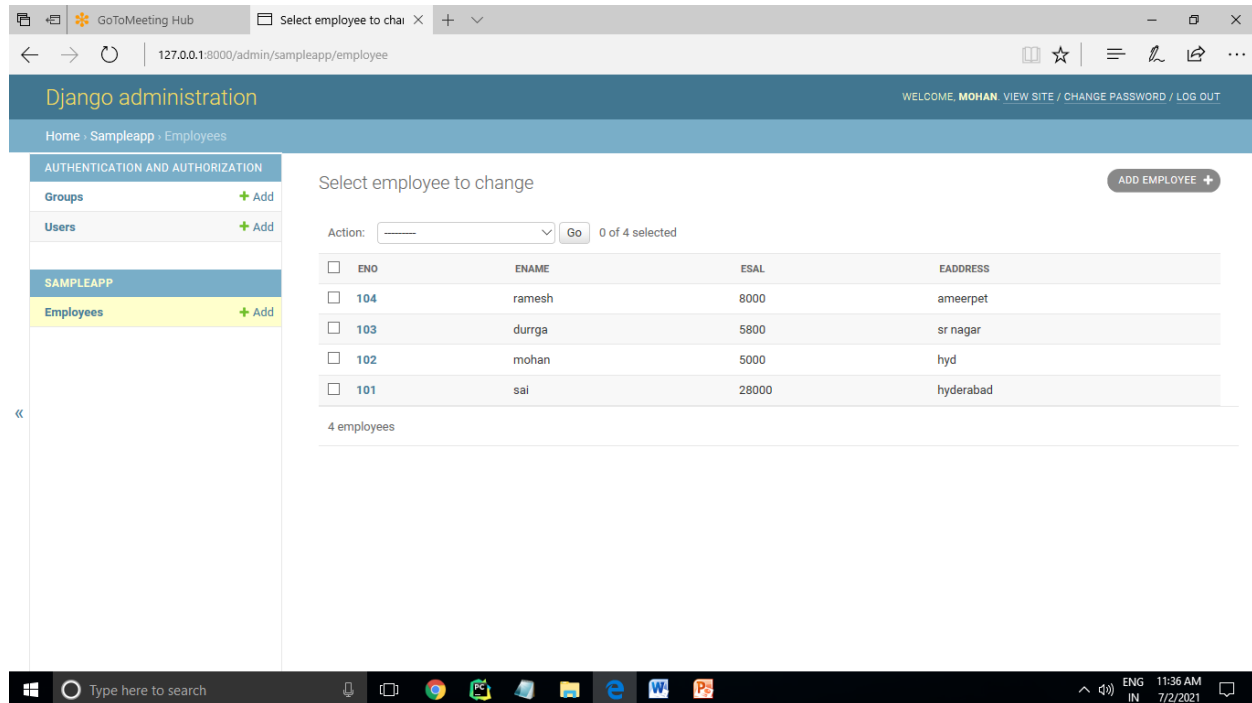 GoToMeeting Hub
Select employee to chai
127.0.0.1:8000/admin/sampleapp/employee
Django administration
WELCOME, MOHAN. VIEW SITE / CHANGE PASSWORD / LOG OUT
Home › Sampleapp › Employees
AUTHENTICATION AND AUTHORIZATION
Groups + Add
Users + Add
SAMPLEAPP
Employees + Add
«
Select employee to change
ADD EMPLOYEE +
Action: --------- Go 0 of 4 selected
ENO ENAME ESAL EADDRESS
104 ramesh 8000 ameerpet
103 durrga 5800 sr nagar
102 mohan 5000 hyd
101 sai 28000 hyderabad
4 employees
Type here to search
ENG 11:36 AM
IN 7/2/2021